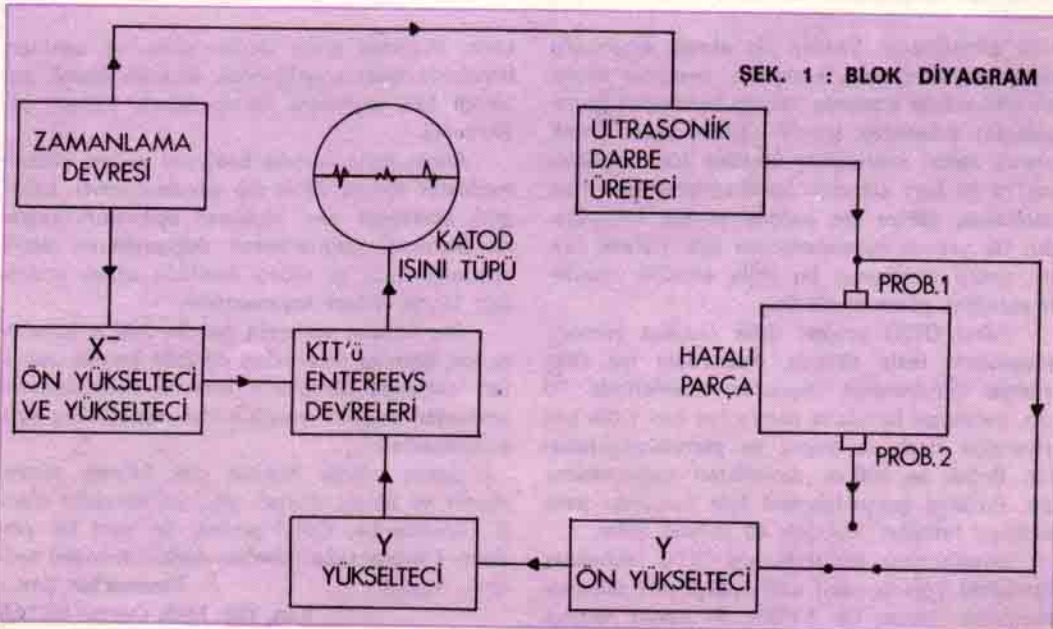 ŞEK. 1 : BLOK DİYAGRAM
ZAMANLAMA
DEVRESİ
KATOD
IŞINI TÜPÜ
ULTRASONİK
DARBE
ÜRETECİ
PROB.1
X-
ÖN YÜKSELTECİ
VE YÜKSELTECİ
KIT'ü
ENTERFEYS
DEVRELERİ
HATALI
PARÇA
PROB.2
Y
YÜKSELTECİ
Y
ÖN YÜKSELTECİ